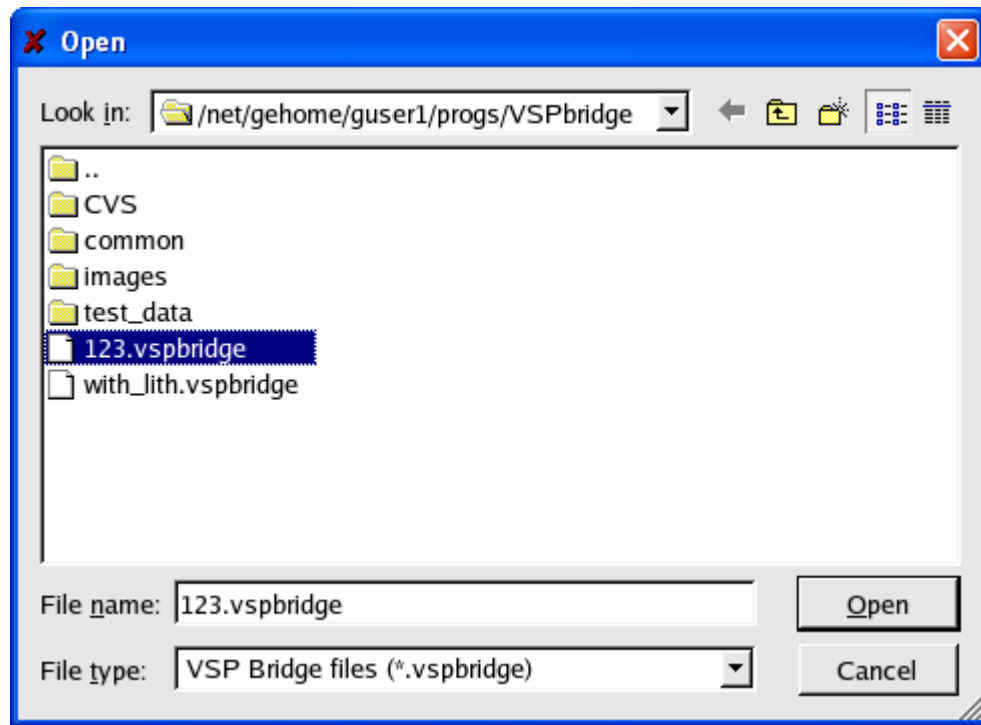 Open
Look in: /net/gehome/guser1/progs/VSPbridge
..
CVS
common
images
test_data
123.vspbridge
with_lith.vspbridge
File name: 123.vspbridge Open
File type: VSP Bridge files (*.vspbridge) Cancel